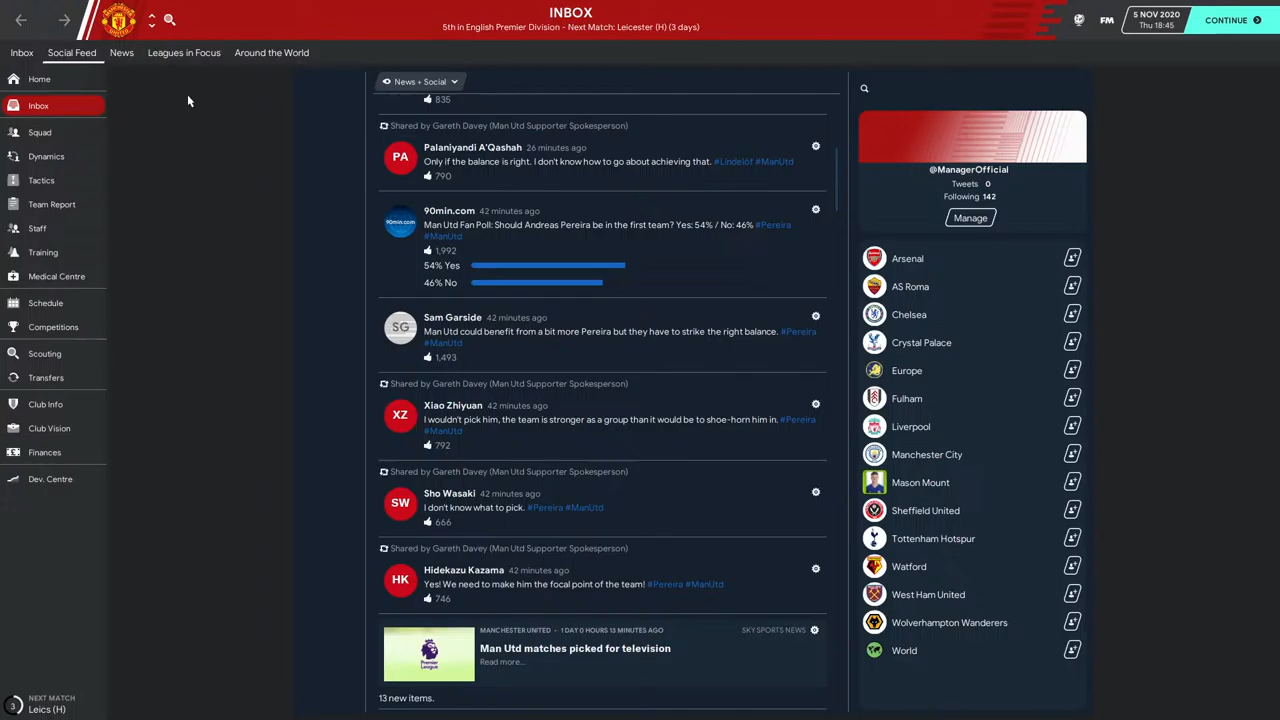 INBOX
5th in English Premier Division - Next Match: Leicester (H) (3 days)
FM
5 NOV 2020
Thu 18:45
CONTINUE
Inbox
Social Feed
News
Leagues in Focus
Around the World
Home
Inbox
Squad
Dynamics
Tactics
Team Report
Staff
Training
Medical Centre
Schedule
Competitions
Scouting
Transfers
Club Info
Club Vision
Finances
Dev. Centre
3
NEXT MATCH
Leics (H)
News + Social
835
Shared by Gareth Davey (Man Utd Supporter Spokesperson)
PA
Palaniyandi A'Qashah 26 minutes ago
Only if the balance is right. I don't know how to go about achieving that. #Lindelöf #ManUtd
790
90min.com
90min.com 42 minutes ago
Man Utd Fan Poll: Should Andreas Pereira be in the first team? Yes: 54% / No: 46% #Pereira
#ManUtd
1,992
54% Yes
46% No
SG
Sam Garside 42 minutes ago
Man Utd could benefit from a bit more Pereira but they have to strike the right balance. #Pereira
#ManUtd
1,493
Shared by Gareth Davey (Man Utd Supporter Spokesperson)
XZ
Xiao Zhiyuan 42 minutes ago
I wouldn't pick him, the team is stronger as a group than it would be to shoe-horn him in. #Pereira
#ManUtd
792
Shared by Gareth Davey (Man Utd Supporter Spokesperson)
SW
Sho Wasaki 42 minutes ago
I don't know what to pick. #Pereira #ManUtd
666
Shared by Gareth Davey (Man Utd Supporter Spokesperson)
HK
Hidekazu Kazama 42 minutes ago
Yes! We need to make him the focal point of the team! #Pereira #ManUtd
746
Premier League
MANCHESTER UNITED - 1 DAY 0 HOURS 13 MINUTES AGO
SKY SPORTS NEWS
Man Utd matches picked for television
Read more...
13 new items.
@ManagerOfficial
Tweets 0
Following 142
Manage
Arsenal
AS Roma
Chelsea
Crystal Palace
Europe
Fulham
Liverpool
Manchester City
Mason Mount
Sheffield United
Tottenham Hotspur
Watford
West Ham United
Wolverhampton Wanderers
World